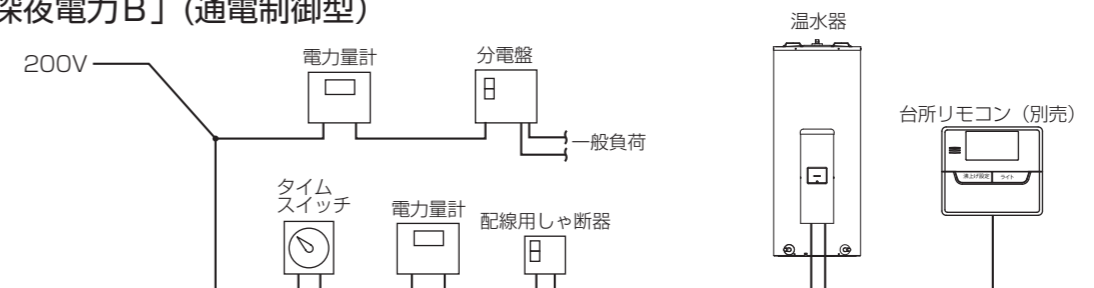 深夜電力B」(通電制御型)
温水器
200V
電力量計
分電盤
台所リモコン(別売)
一般負荷
タイム
スイッチ
電力量計
配線用しゃ断器
沸上げ設定
ライト